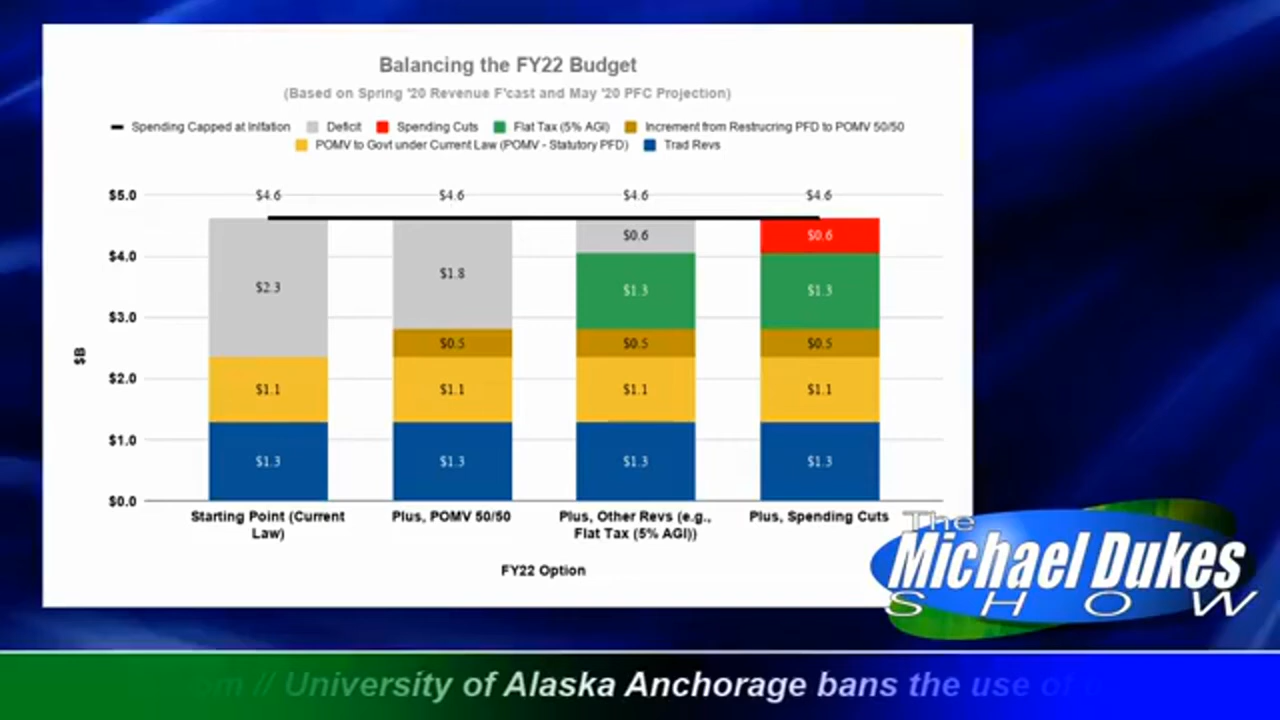 Balancing the FY22 Budget
(Based on Spring '20 Revenue F'cast and May '20 PFC Projection)
Spending Capped at Inlfation Deficit Spending Cuts Flat Tax (5% AGI) Increment from Restrucring PFD to POMV 50/50
POMV to Govt under Current Law (POMV - Statutory PFD) Trad Revs
$5.0 $4.6 $4.6 $4.6 $4.6
$0.6 $0.6
$4.0
$2.3 $1.8 $1.3 $1.3
$3.0
$0.5 $0.5 $0.5
$B
$2.0
$1.1 $1.1 $1.1 $1.1
$1.0
$1.3 $1.3 $1.3 $1.3
$0.0
Starting Point (Current Law) Plus, POMV 50/50 Plus, Other Revs (e.g., Flat Tax (5% AGI)) Plus, Spending Cuts
FY22 Option
The
Michael Dukes
SHOW
om // University of Alaska Anchorage bans the use of